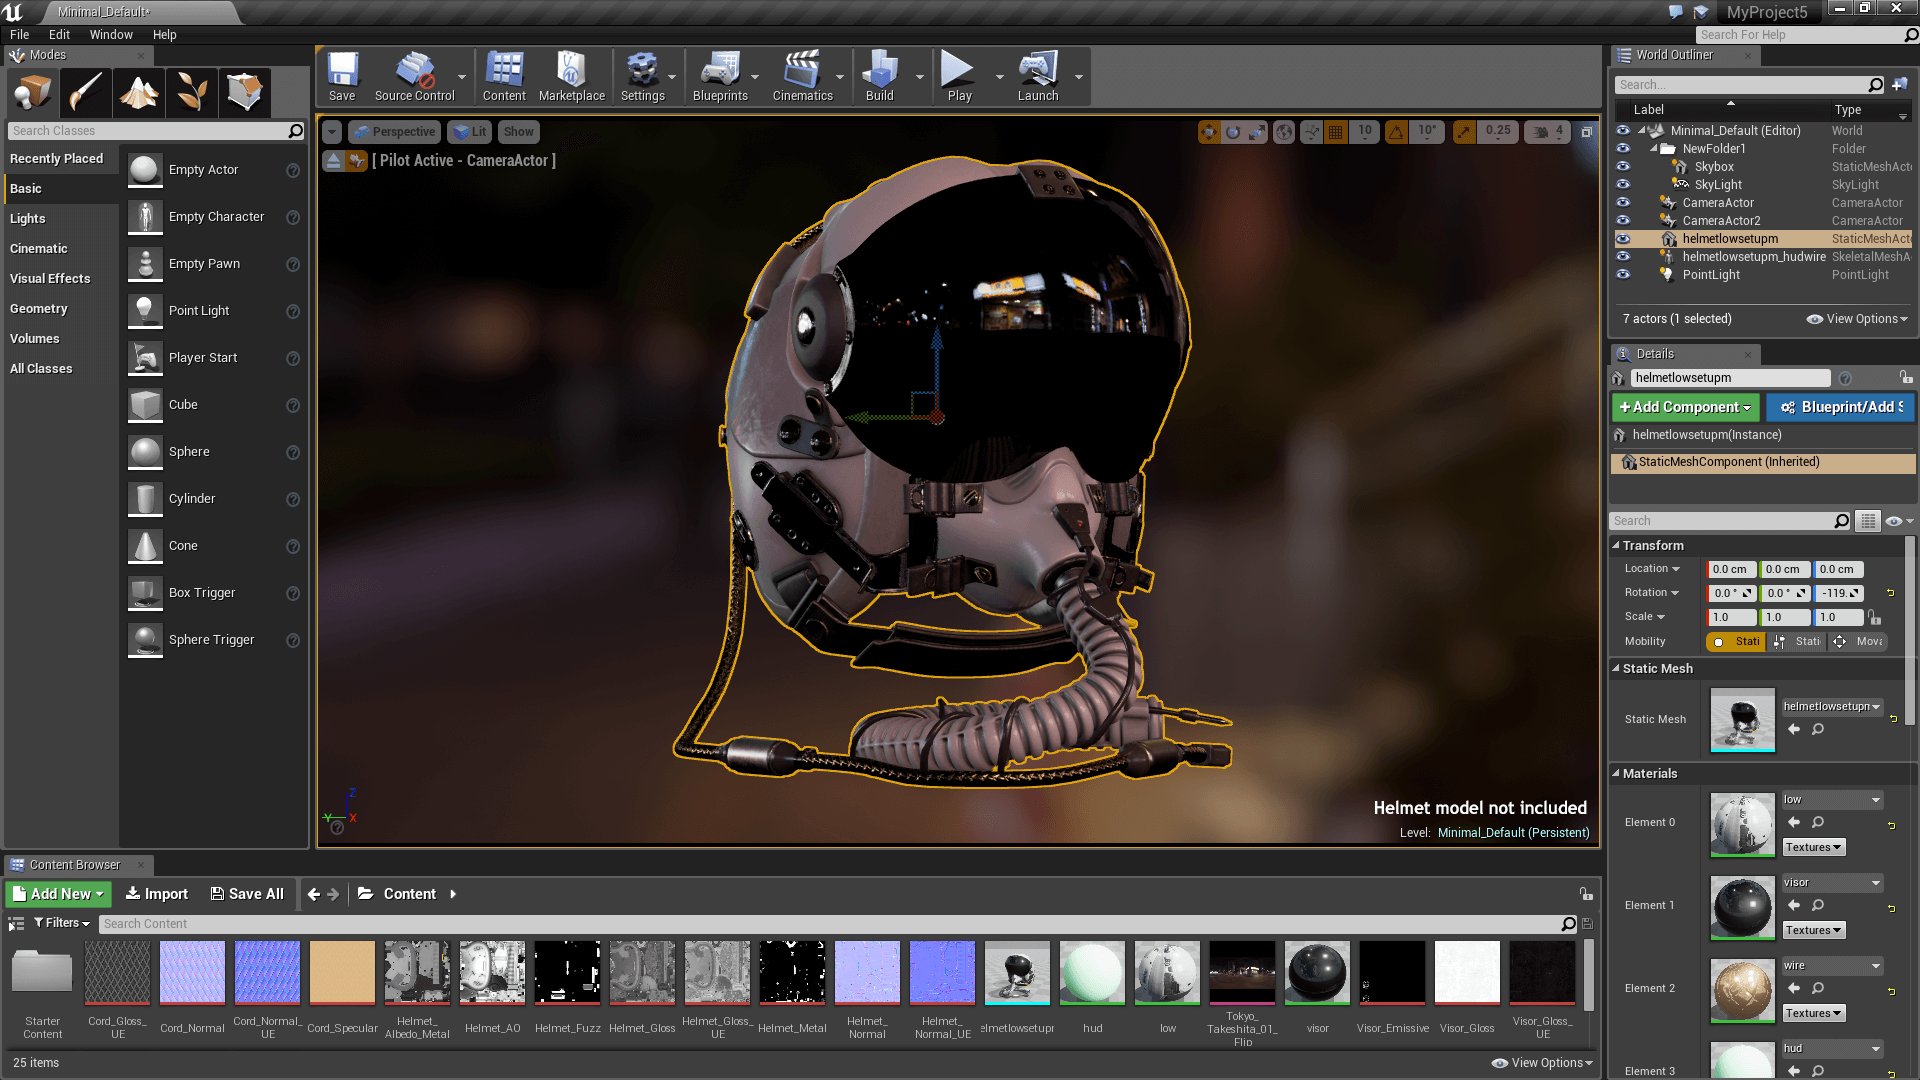 Minimal_Default*
MyProject5
File Edit Window Help
Search For Help
Modes
Search Classes
Recently Placed
Basic
Lights
Cinematic
Visual Effects
Geometry
Volumes
All Classes
Empty Actor
Empty Character
Empty Pawn
Point Light
Player Start
Cube
Sphere
Cylinder
Cone
Box Trigger
Sphere Trigger
Save Source Control Content Marketplace Settings Blueprints Cinematics Build Play Launch
Perspective Lit Show
10 10° 0.25 4
[ Pilot Active - CameraActor ]
Z
Y X
Helmet model not included
Level: Minimal_Default (Persistent)
World Outliner
Search...
Label Type
Minimal_Default (Editor) World
NewFolder1 Folder
Skybox StaticMeshActo
SkyLight SkyLight
CameraActor CameraActor
CameraActor2 CameraActor
helmetlowsetupm StaticMeshActo
helmetlowsetupm_hudwire SkeletalMeshA
PointLight PointLight
7 actors (1 selected) View Options
Details
helmetlowsetupm
+Add Component Blueprint/Add S
helmetlowsetupm(Instance)
StaticMeshComponent (Inherited)
Search
Transform
Location 0.0 cm 0.0 cm 0.0 cm
Rotation 0.0 ° 0.0 ° -119.
Scale 1.0 1.0 1.0
Mobility Stati Stati Mova
Static Mesh
Static Mesh helmetlowsetupm
Materials
Element 0 low
Textures
Element 1 visor
Textures
Element 2 wire
Textures
Element 3 hud
Content Browser
Add New Import Save All Content
Filters Search Content
Starter Content
Cord_Gloss_UE
Cord_Normal
Cord_Normal_UE
Cord_Specular
Helmet_Albedo_Metal
Helmet_AO
Helmet_Fuzz
Helmet_Gloss
Helmet_Gloss_UE
Helmet_Metal
Helmet_Normal
Helmet_Normal_UE
elmetlowsetupr
hud
low
Tokyo_Takeshita_01_Flip
visor
Visor_Emissive
Visor_Gloss
Visor_Gloss_UE
25 items View Options